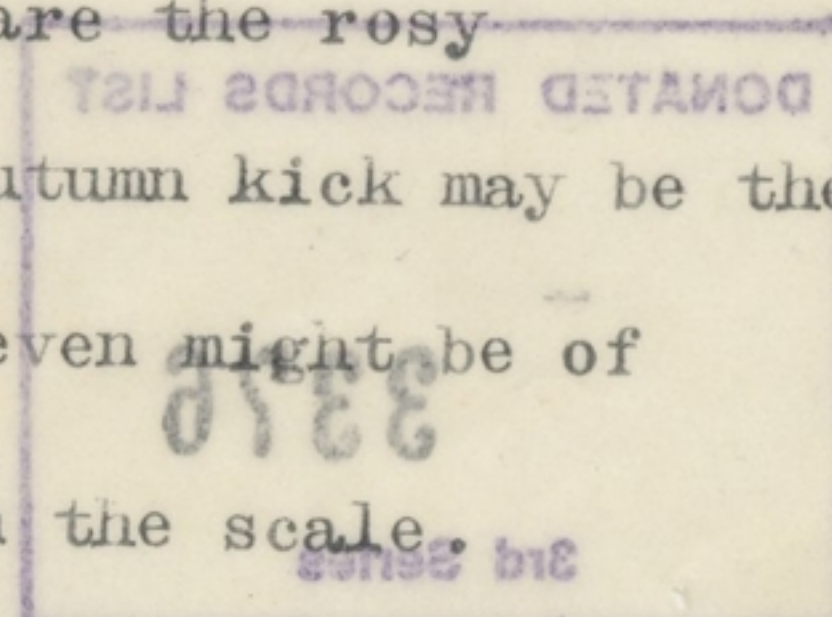 are the rosy
DONATED RECORDS LIST
utumn kick may be the
even might be of
3376
the scale.
3rd Series